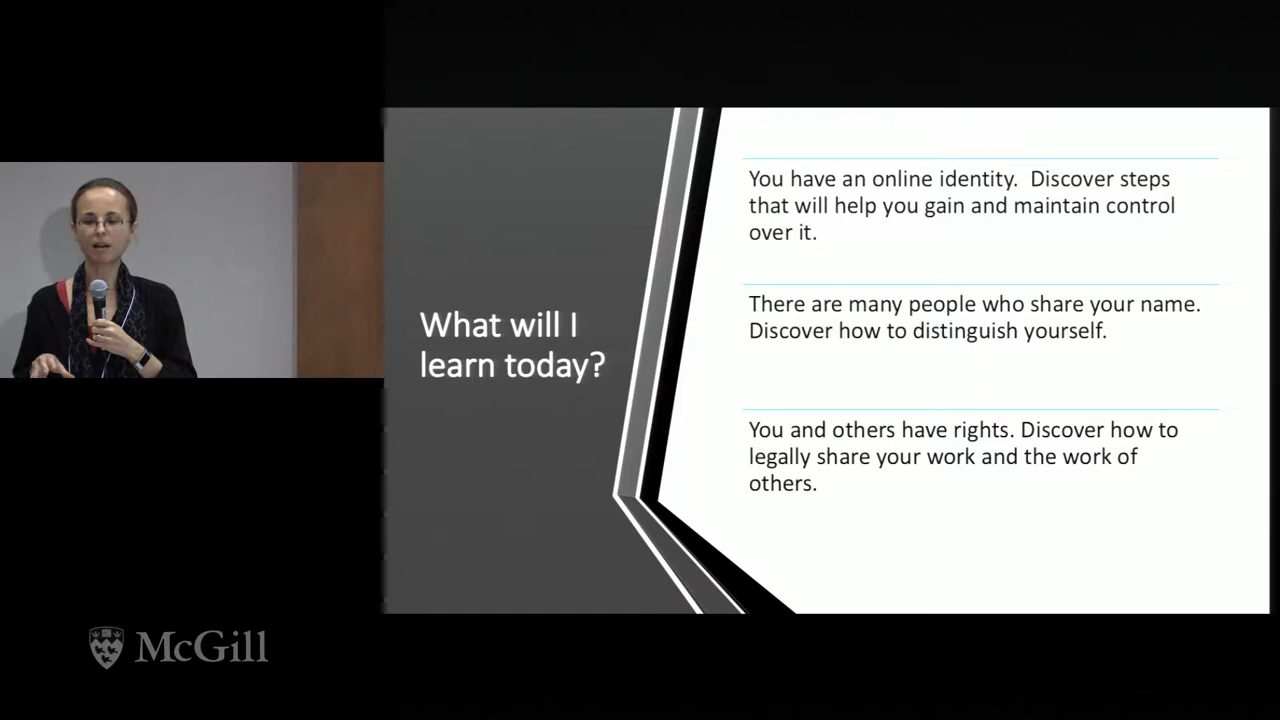 What will I
learn today?
You have an online identity.  Discover steps
that will help you gain and maintain control
over it.
There are many people who share your name.
Discover how to distinguish yourself.
You and others have rights. Discover how to
legally share your work and the work of
others.
McGill